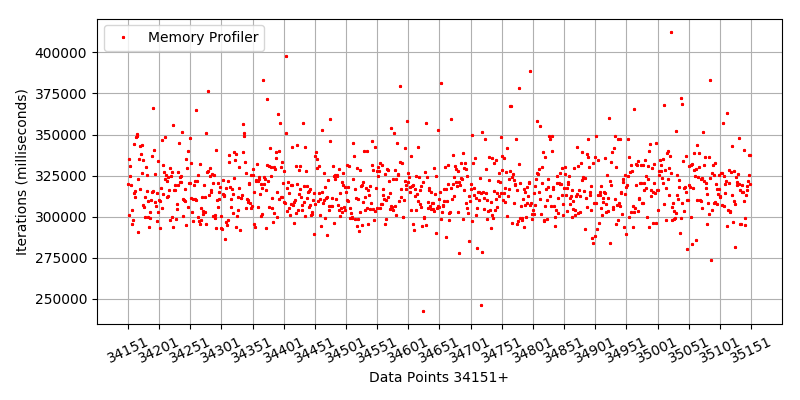 Memory Profiler
400000
375000
350000
325000
300000
275000
250000
Iterations (milliseconds)
34151 34201 34251 34301 34351 34401 34451 34501 34551 34601 34651 34701 34751 34801 34851 34901 34951 35001 35051 35101 35151
Data Points 34151+